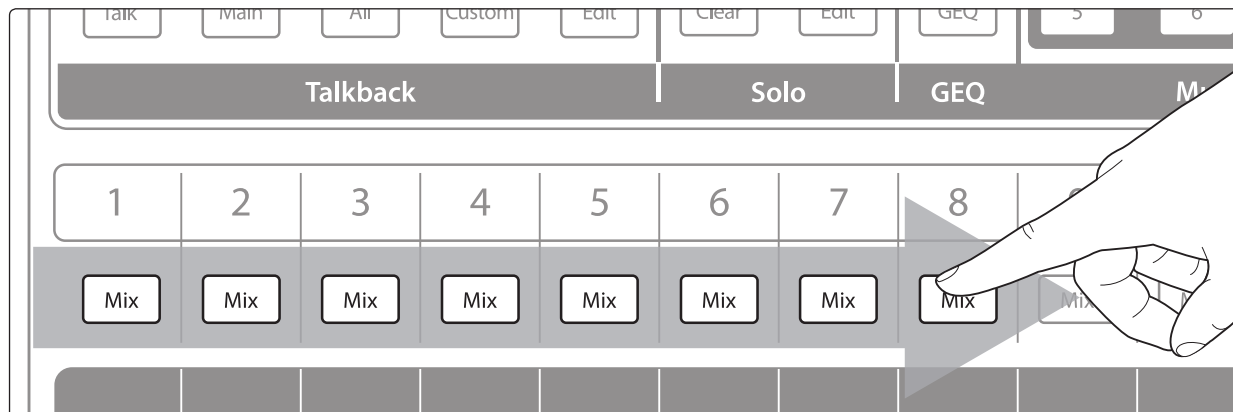 Talk Main All Custom Edit Clear Edit GEQ 5 6
Talkback Solo GEQ
1 2 3 4 5 6 7 8
Mix Mix Mix Mix Mix Mix Mix Mix Mix